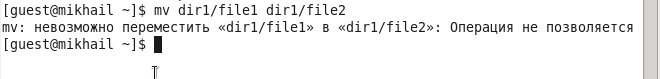 [guest@mikhail ~]$ mv dir1/file1 dir1/file2
mv: невозможно переместить «dir1/file1» в «dir1/file2»: Операция не позволяется
[guest@mikhail ~]$